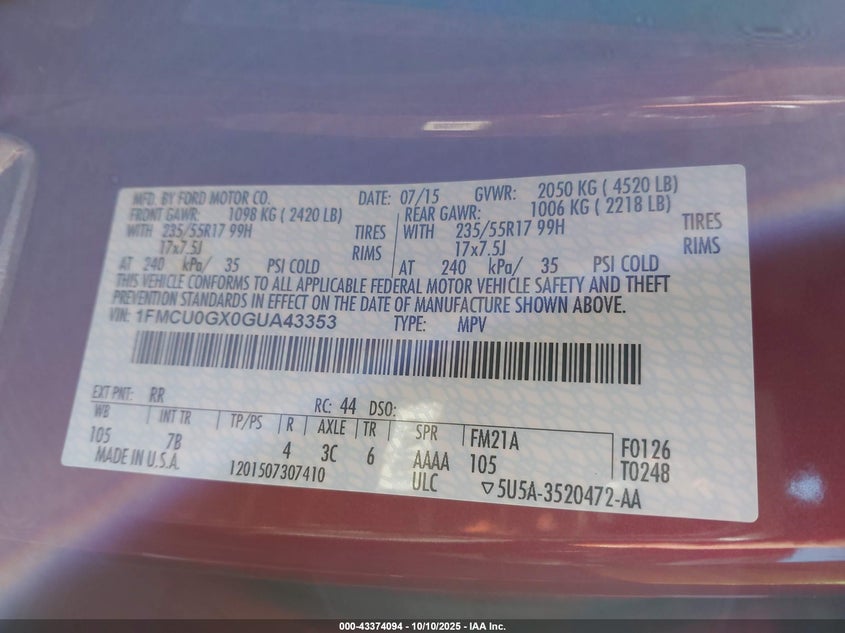 MFD. BY FORD MOTOR CO. DATE: 07/15 GVWR: 2050 KG ( 4520 LB)
FRONT GAWR: 1098 KG ( 2420 LB) REAR GAWR: 1006 KG ( 2218 LB)
WITH 235/55R17 99H TIRES WITH 235/55R17 99H TIRES
17x7.5J RIMS 17x7.5J RIMS
AT 240 kPa/ 35 PSI COLD AT 240 kPa/ 35 PSI COLD
THIS VEHICLE CONFORMS TO ALL APPLICABLE FEDERAL MOTOR VEHICLE SAFETY AND THEFT
PREVENTION STANDARDS IN EFFECT ON THE DATE OF MANUFACTURE SHOWN ABOVE.
VIN: 1FMCU0GX0GUA43353 TYPE: MPV
EXT PNT: RR RC: 44 DSO:
WB INT TR TP/PS R AXLE TR SPR FM21A F0126
105 7B 4 3C 6 AAAA 105 T0248
MADE IN U.S.A. 1201507307410 ULC ▽5U5A-3520472-AA
000-43374094 - 10/10/2025 - IAA Inc.